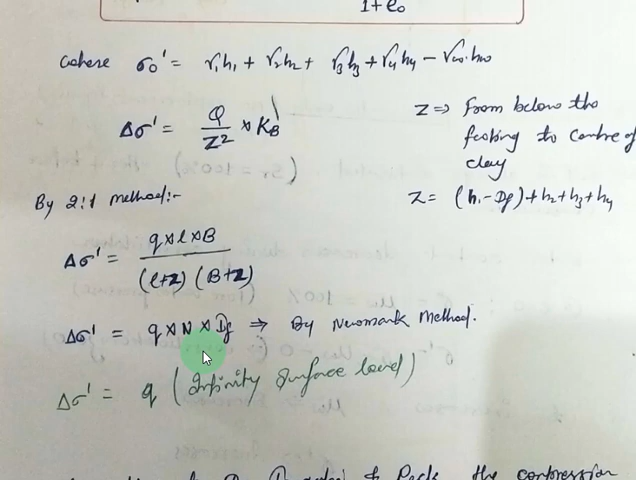 1+e₀
where σ₀' = γ₁h₁ + γ₂h₂ + γ₃h₃ + γ₄h₄ − γw.hw
Δσ' = Q/Z² × KB
Z ⇒ from below the
footing to centre of
clay
Z = (h₁-Df)+h₂+h₃+h₄
By 2:1 method:-
Δσ' = q×l×B / (l+z) (B+z)
Δσ' = q × N × If ⇒ By Newmark Method.
Δσ' = q (Infinity surface level)
the compression